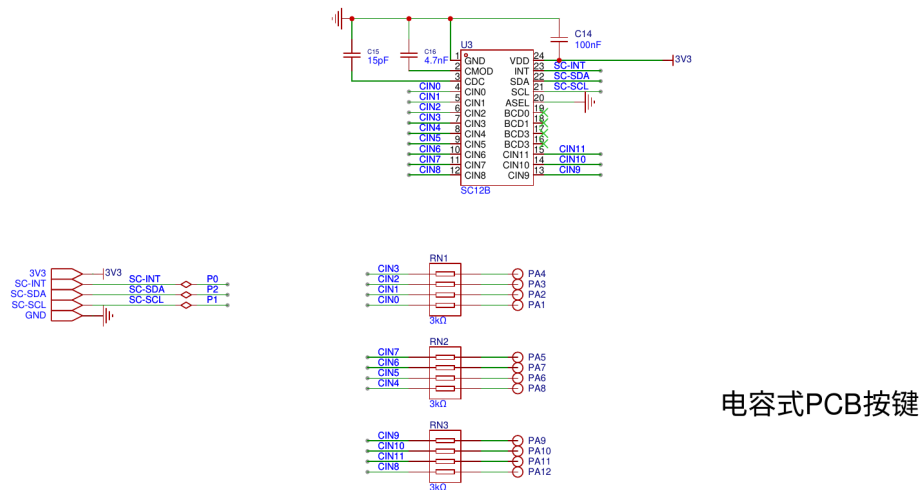 C14
100nF
C15
15pF
C16
4.7nF
U3
1 GND VDD 24 3V3
2 CMOD INT 23 SC-INT
3 CDC SDA 22 SC-SDA
CIN0 4 CIN0 SCL 21 SC-SCL
CIN1 5 CIN1 ASEL 20
CIN2 6 CIN2 BCD0 19
CIN3 7 CIN3 BCD1 18
CIN4 8 CIN4 BCD3 17
CIN5 9 CIN5 BCD3 16
CIN6 10 CIN6 CIN11 15 CIN11
CIN7 11 CIN7 CIN10 14 CIN10
CIN8 12 CIN8 CIN9 13 CIN9
SC12B
3V3 3V3
SC-INT SC-INT P0
SC-SDA SC-SDA P2
SC-SCL SC-SCL P1
GND
RN1
CIN3 PA4
CIN2 PA3
CIN1 PA2
CIN0 PA1
3kΩ
RN2
CIN7 PA5
CIN6 PA7
CIN5 PA6
CIN4 PA8
3kΩ
RN3
CIN9 PA9
CIN10 PA10
CIN11 PA11
CIN8 PA12
3kΩ
电容式PCB按键